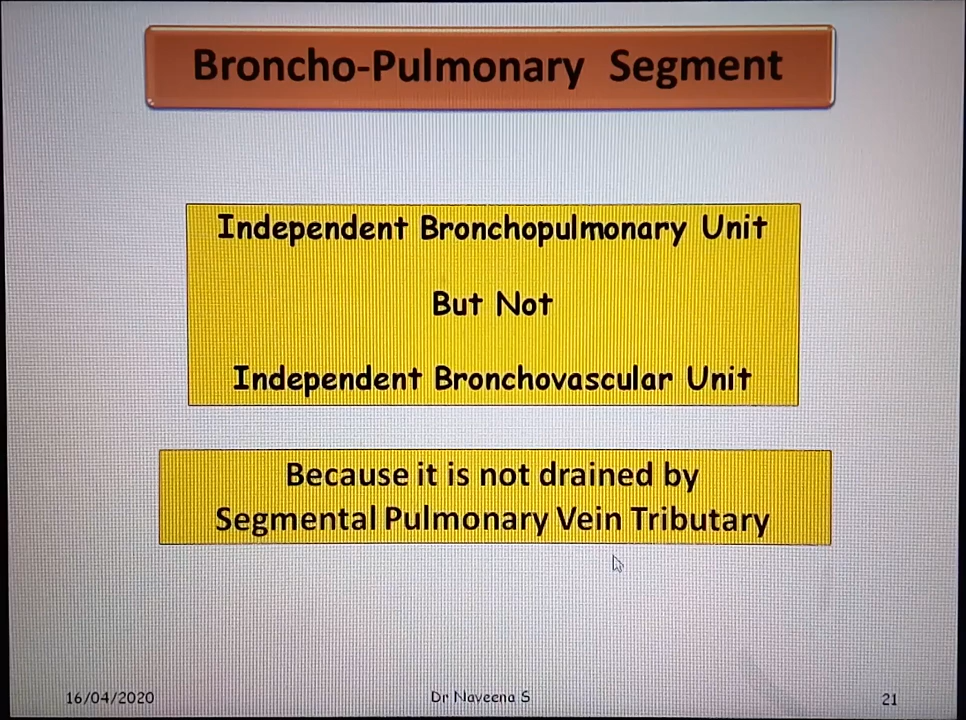 Broncho-Pulmonary Segment
Independent Bronchopulmonary Unit
But Not
Independent Bronchovascular Unit
Because it is not drained by
Segmental Pulmonary Vein Tributary
16/04/2020
Dr Naveena S
21